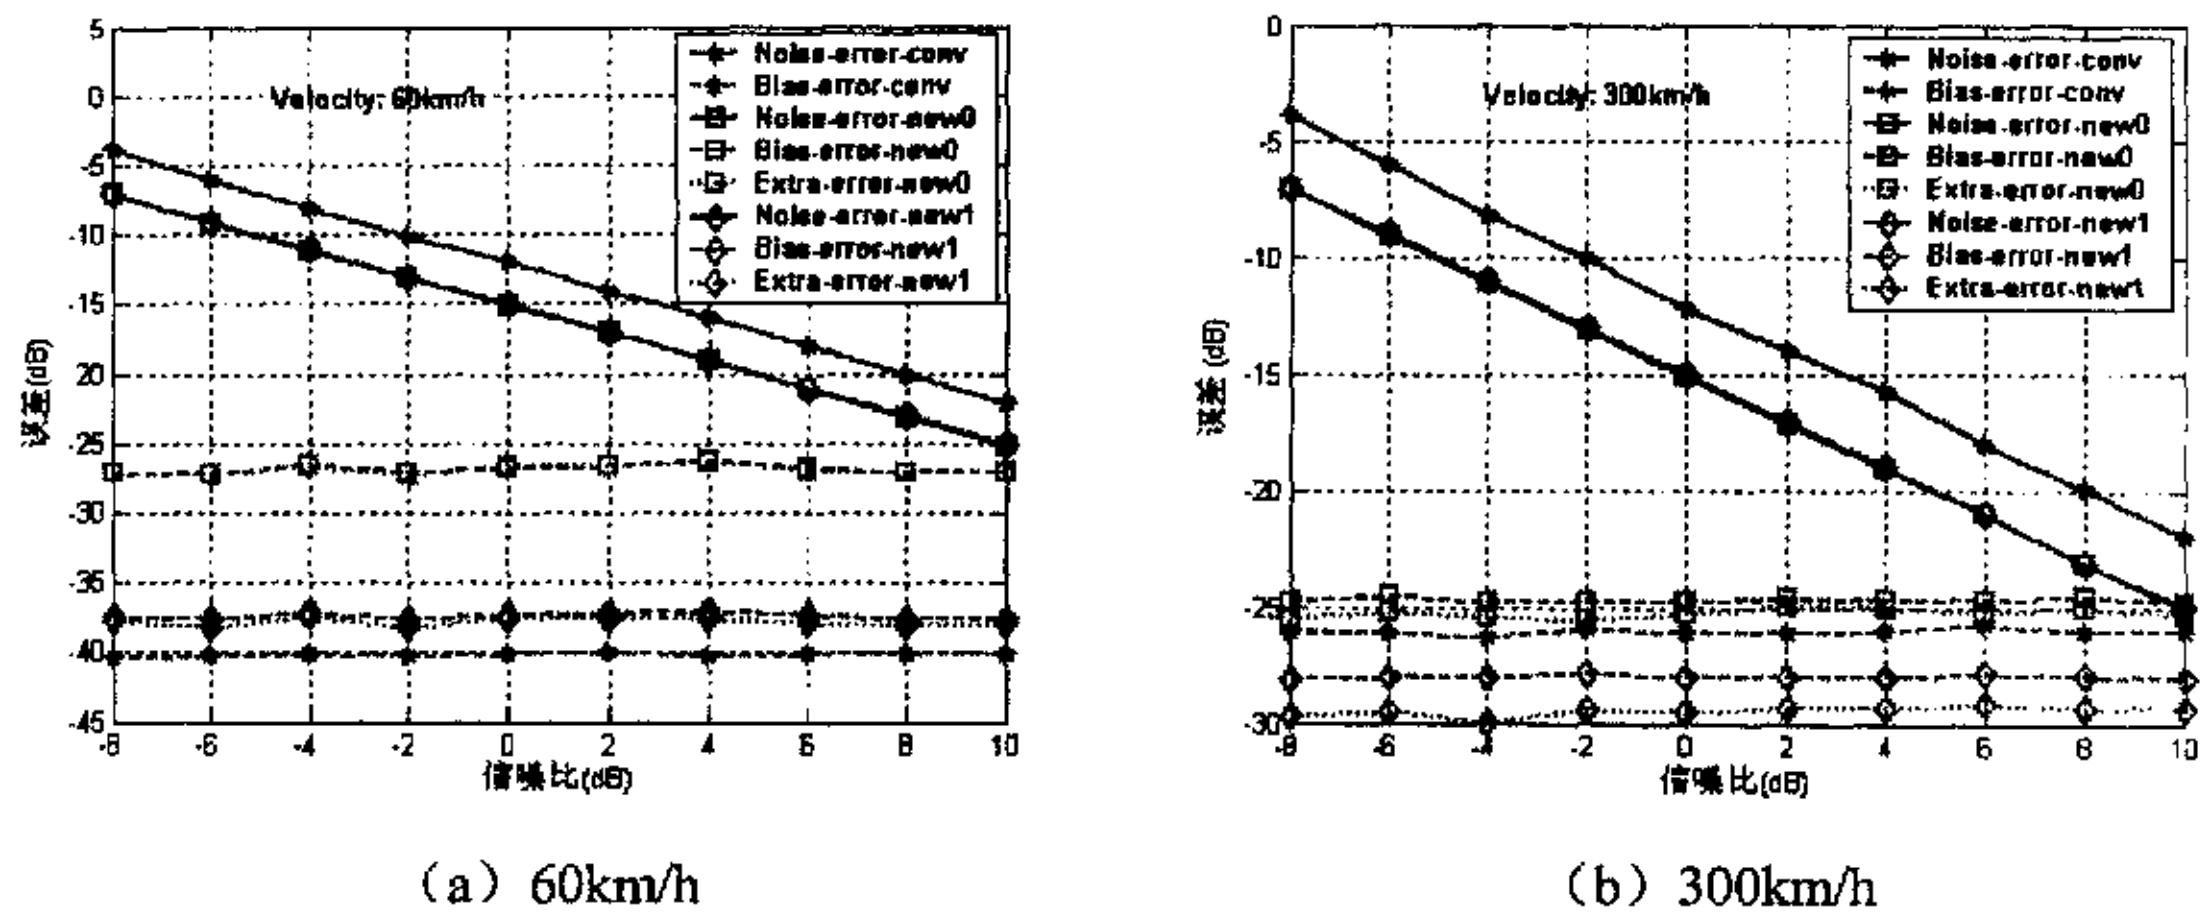 5
0
-5
-10
-15
20
-25
-30
-35
-40
-45
误差(dB)
Velocity: 60km/h
Noise-error-conv
Bias-error-conv
Noise-error-new0
Bias-error-new0
Extra-error-new0
Noise-error-new1
Bias-error-new1
Extra-error-new1
-8 -6 -4 -2 0 2 4 6 8 10
信噪比(dB)
(a) 60km/h
0
-5
-10
-15
-20
-25
-30
误差 (dB)
Velocity: 300km/h
Noise-error-conv
Bias-error-conv
Noise-error-new0
Bias-error-new0
Extra-error-new0
Noise-error-new1
Bias-error-new1
Extra-error-new1
-8 -6 -4 -2 0 2 4 6 8 10
信噪比(dB)
(b) 300km/h